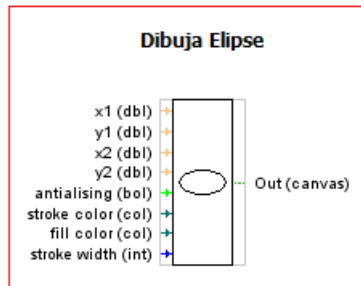 Dibuja Elipse
x1 (dbl)
y1 (dbl)
x2 (dbl)
y2 (dbl)
antialising (bol)
stroke color (col)
fill color (col)
stroke width (int)
Out (canvas)